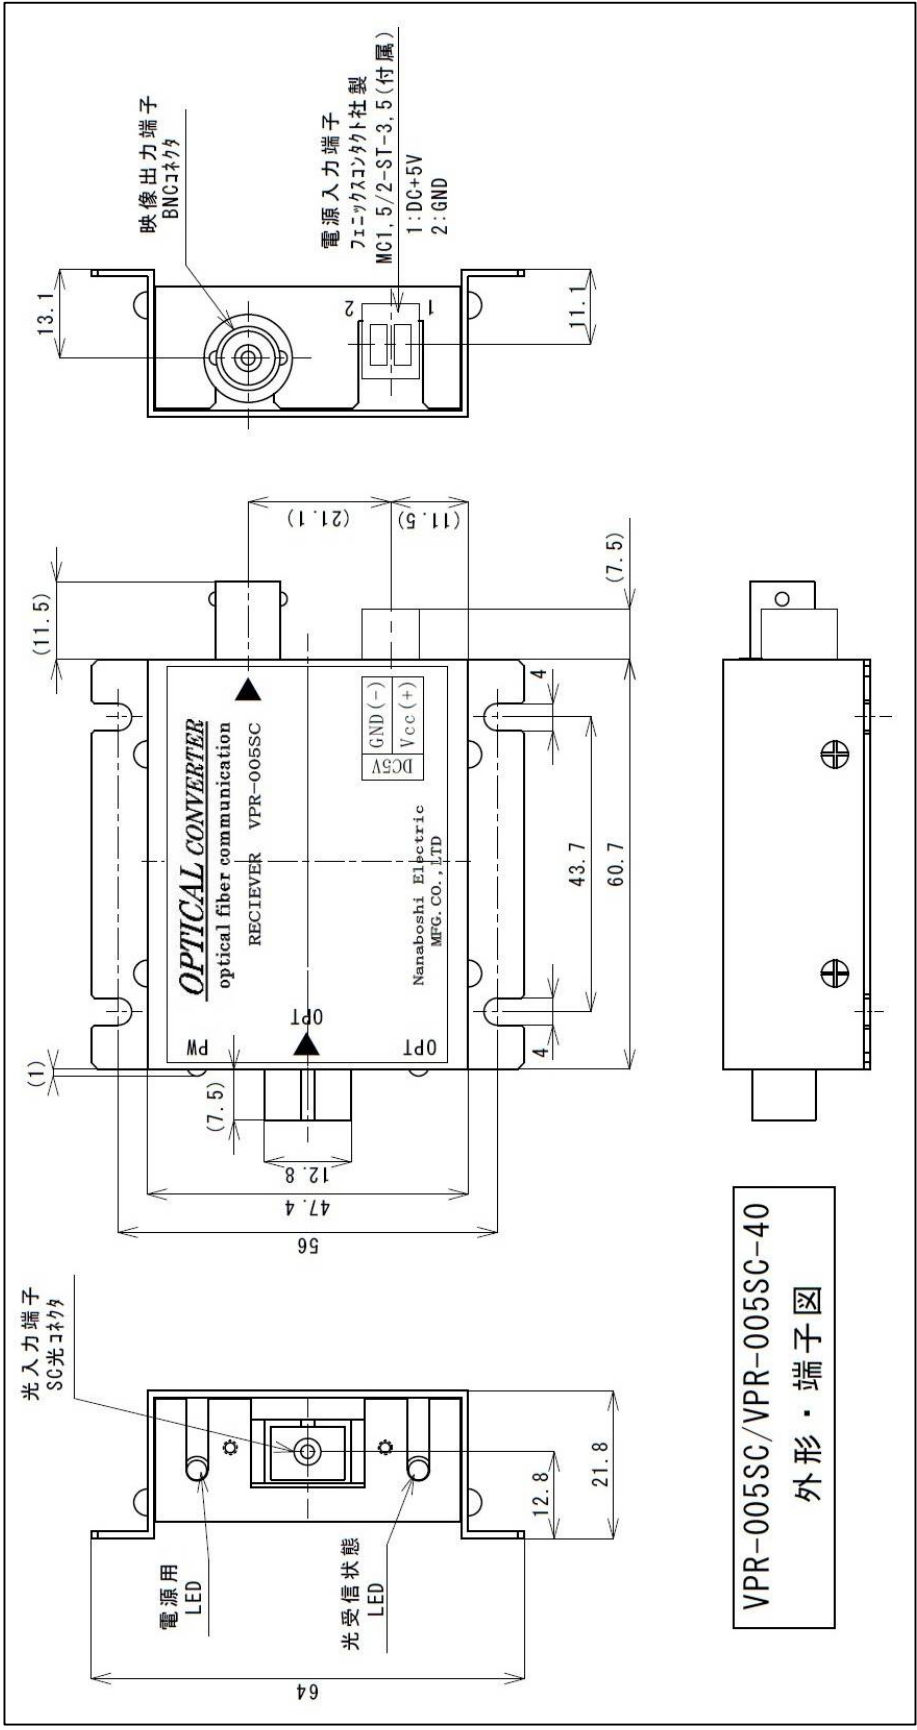 光入力端子
SC光コネクタ
電源用
LED
光受信状態
LED
64
12.8
21.8
(1)
(7.5)
12.8
47.4
56
PW
OPT
OPT
OPTICAL CONVERTER
optical fiber communication
RECIEVER VPR-005SC
Nanaboshi Electric
MFG.CO.,LTD
DC5V
GND(-)
Vcc(+)
4
4
43.7
60.7
(11.5)
(7.5)
(21.1)
(11.5)
映像出力端子
BNCコネクタ
電源入力端子
フェニックスコンタクト社製
MC1,5/2-ST-3,5(付属)
1:DC+5V
2:GND
13.1
2
1
11.1
VPR-005SC/VPR-005SC-40
外形・端子図